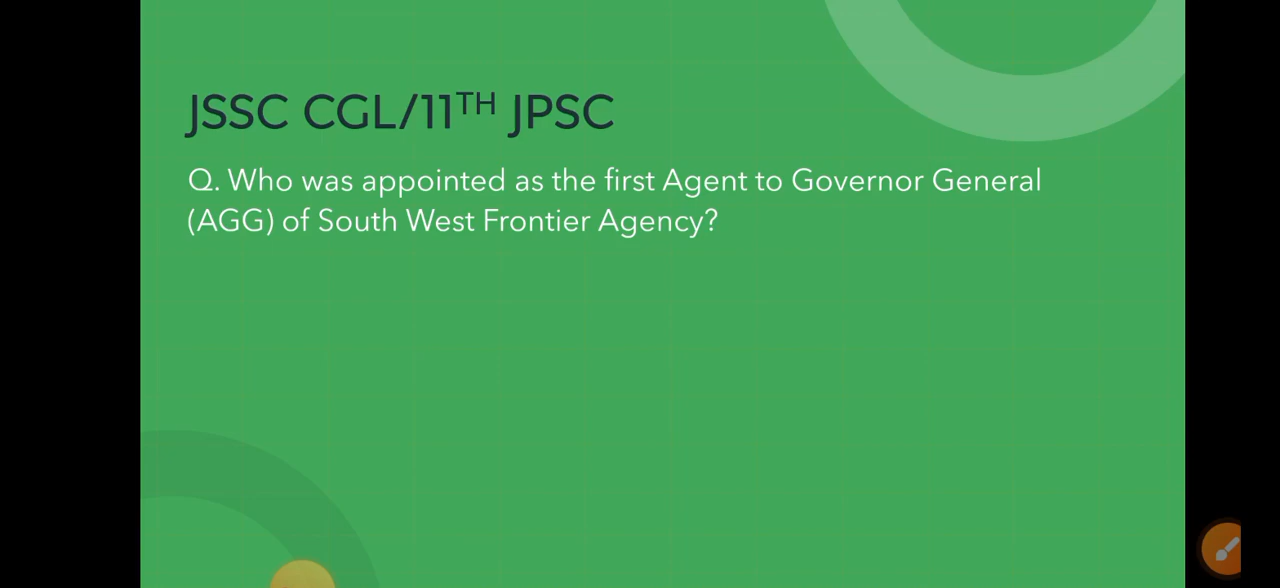 JSSC CGL/11TH JPSC
Q. Who was appointed as the first Agent to Governor General
(AGG) of South West Frontier Agency?